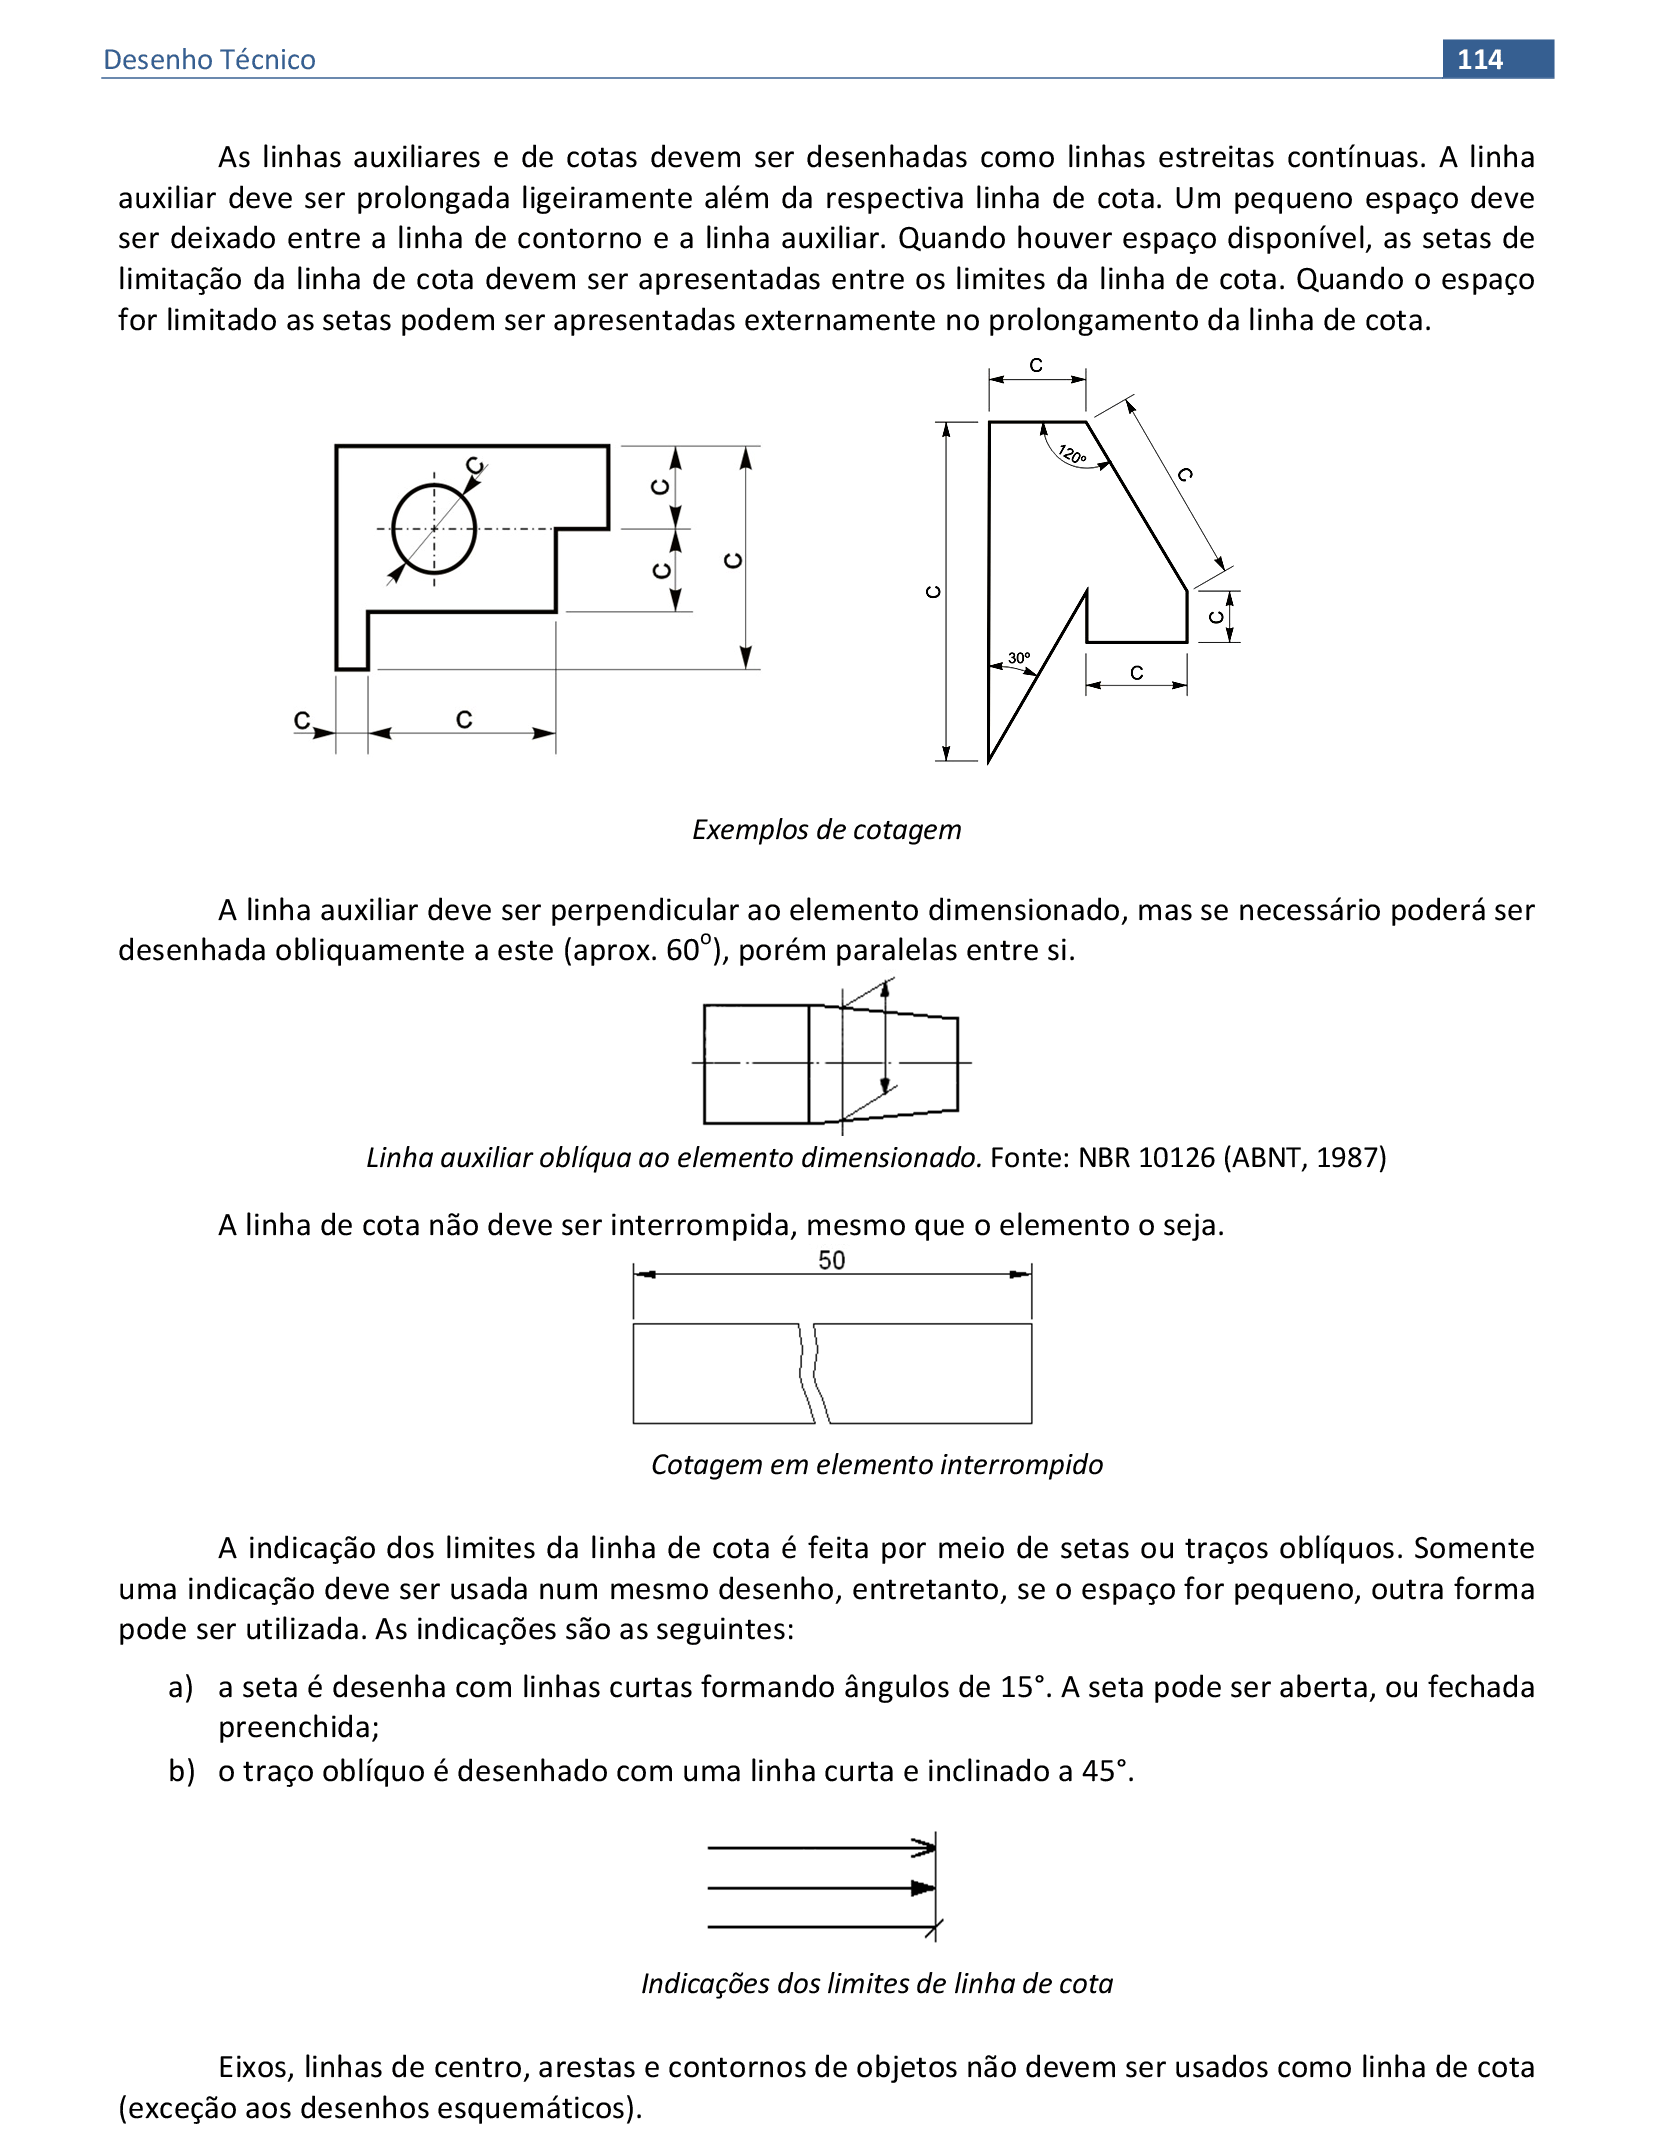 Desenho Técnico
114
As linhas auxiliares e de cotas devem ser desenhadas como linhas estreitas contínuas. A linha
auxiliar deve ser prolongada ligeiramente além da respectiva linha de cota. Um pequeno espaço deve
ser deixado entre a linha de contorno e a linha auxiliar. Quando houver espaço disponível, as setas de
limitação da linha de cota devem ser apresentadas entre os limites da linha de cota. Quando o espaço
for limitado as setas podem ser apresentadas externamente no prolongamento da linha de cota.
C
C
C
C
C
C
C
120º
C
C
C
30º
C
Exemplos de cotagem
A linha auxiliar deve ser perpendicular ao elemento dimensionado, mas se necessário poderá ser
desenhada obliquamente a este (aprox. 60º), porém paralelas entre si.
Linha auxiliar oblíqua ao elemento dimensionado. Fonte: NBR 10126 (ABNT, 1987)
A linha de cota não deve ser interrompida, mesmo que o elemento o seja.
50
Cotagem em elemento interrompido
A indicação dos limites da linha de cota é feita por meio de setas ou traços oblíquos. Somente
uma indicação deve ser usada num mesmo desenho, entretanto, se o espaço for pequeno, outra forma
pode ser utilizada. As indicações são as seguintes:
a) a seta é desenha com linhas curtas formando ângulos de 15°. A seta pode ser aberta, ou fechada
preenchida;
b) o traço oblíquo é desenhado com uma linha curta e inclinado a 45°.
Indicações dos limites de linha de cota
Eixos, linhas de centro, arestas e contornos de objetos não devem ser usados como linha de cota
(exceção aos desenhos esquemáticos).